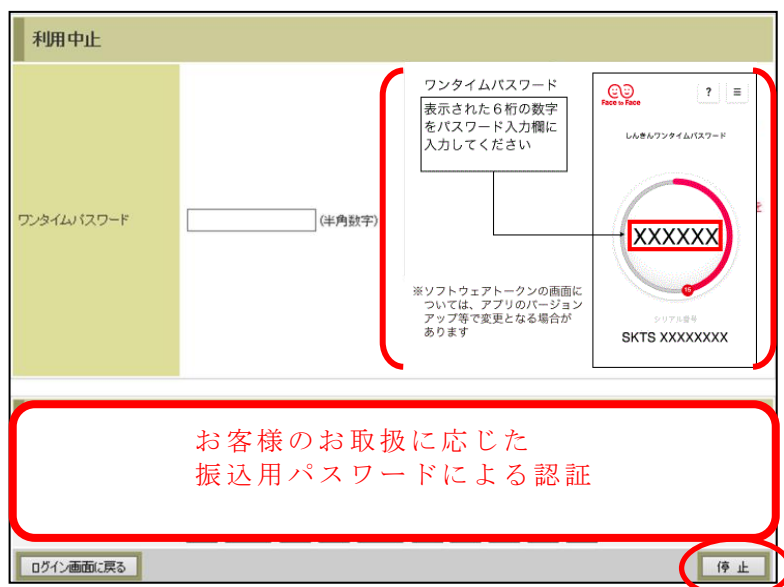 利用中止
ワンタイムパスワード
(半角数字)
ワンタイムパスワード
表示された6桁の数字
をパスワード入力欄に
入力してください
※ソフトウェアトークンの画面に
ついては、アプリのバージョン
アップ等で変更となる場合が
あります
Face to Face
?
≡
しんきんワンタイムパスワード
XXXXXX
15
シリアル番号
SKTS XXXXXXXX
を
お客様のお取扱に応じた
振込用パスワードによる認証
ログイン画面に戻る
停 止